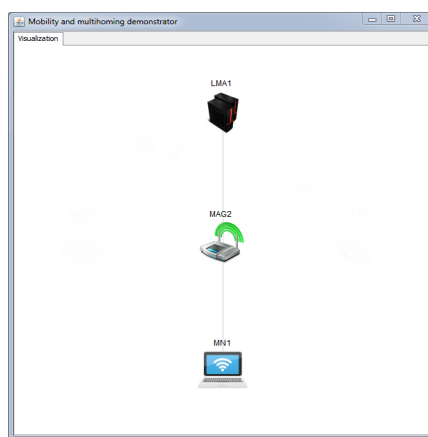 Mobility and multihoming demonstrator
Visualization
LMA1
MAG2
MN1